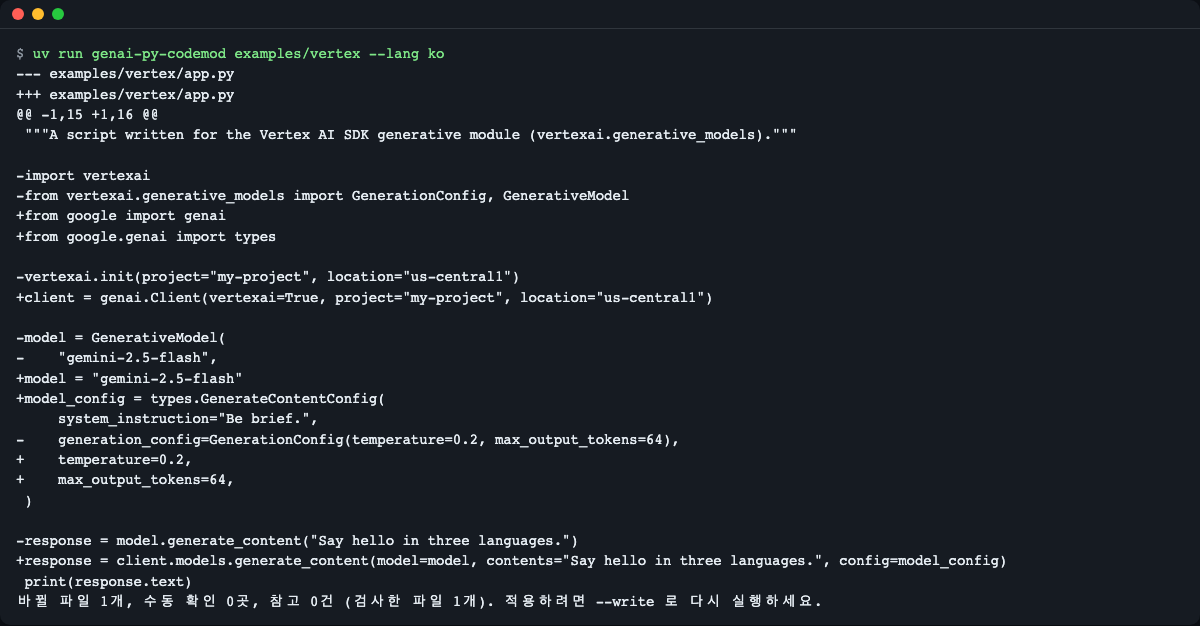 $ uv run genai-py-codemod examples/vertex --lang ko
--- examples/vertex/app.py
+++ examples/vertex/app.py
@@ -1,15 +1,16 @@
 """A script written for the Vertex AI SDK generative module (vertexai.generative_models)."""

-import vertexai
-from vertexai.generative_models import GenerationConfig, GenerativeModel
+from google import genai
+from google.genai import types

-vertexai.init(project="my-project", location="us-central1")
+client = genai.Client(vertexai=True, project="my-project", location="us-central1")

-model = GenerativeModel(
-    "gemini-2.5-flash",
+model = "gemini-2.5-flash"
+model_config = types.GenerateContentConfig(
     system_instruction="Be brief.",
-    generation_config=GenerationConfig(temperature=0.2, max_output_tokens=64),
+    temperature=0.2,
+    max_output_tokens=64,
 )

-response = model.generate_content("Say hello in three languages.")
+response = client.models.generate_content(model=model, contents="Say hello in three languages.", config=model_config)
 print(response.text)
바뀔 파일 1개, 수동 확인 0곳, 참고 0건 (검사한 파일 1개). 적용하려면 --write 로 다시 실행하세요.